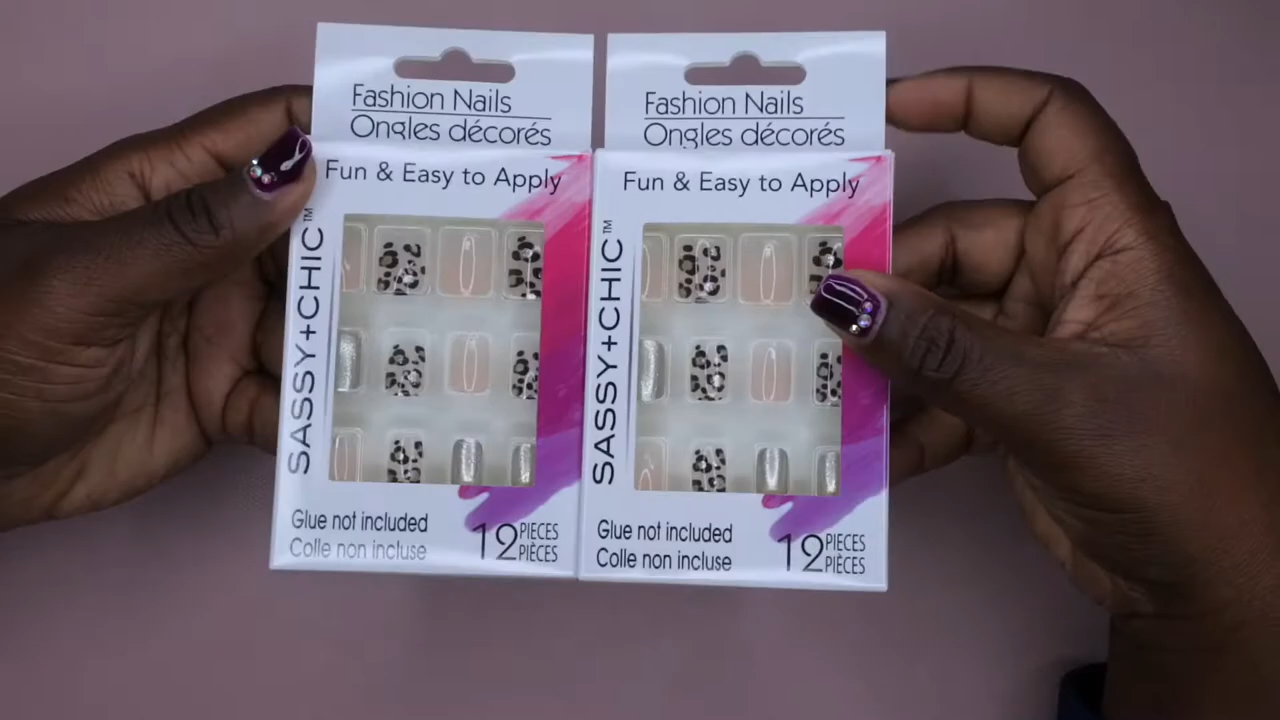 Fashion Nails
Ongles décorés
Fun & Easy to Apply
SASSY+CHIC™
Glue not included
Colle non incluse
12 PIECES
PIÈCES
Fashion Nails
Ongles décorés
Fun & Easy to Apply
SASSY+CHIC™
Glue not included
Colle non incluse
12 PIECES
PIÈCES